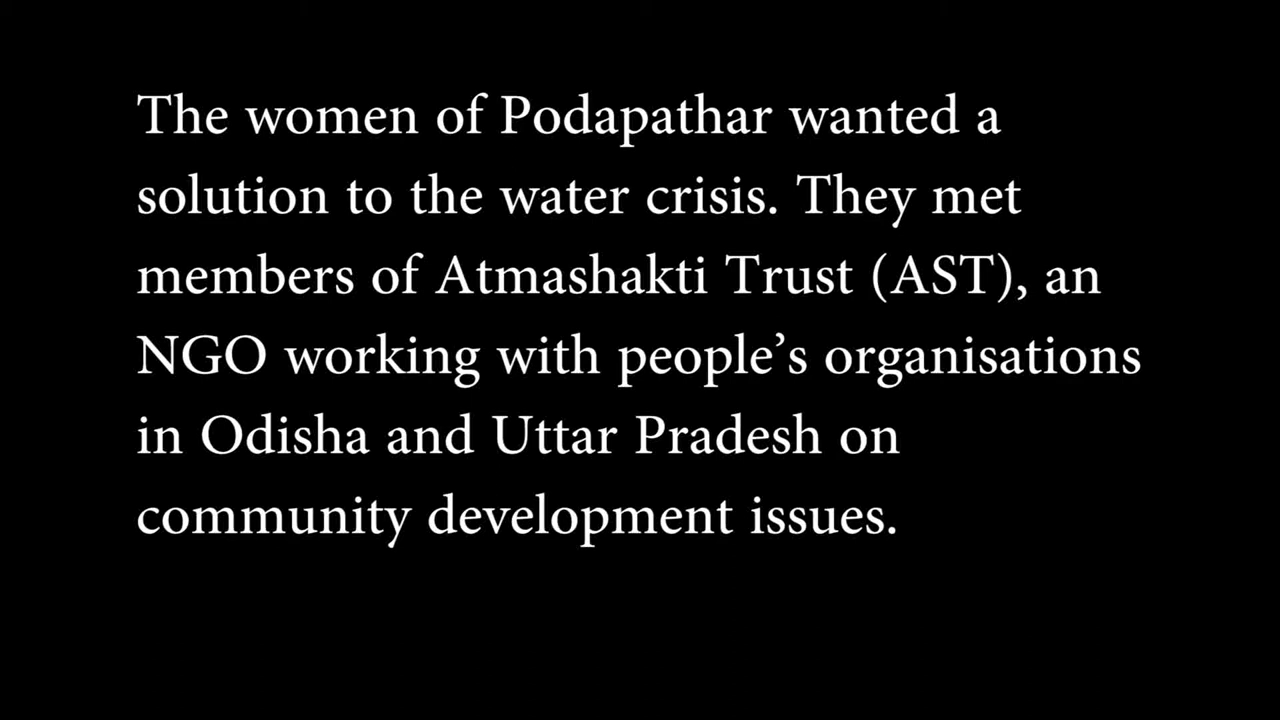 The women of Podapathar wanted a
solution to the water crisis. They met
members of Atmashakti Trust (AST), an
NGO working with people’s organisations
in Odisha and Uttar Pradesh on
community development issues.